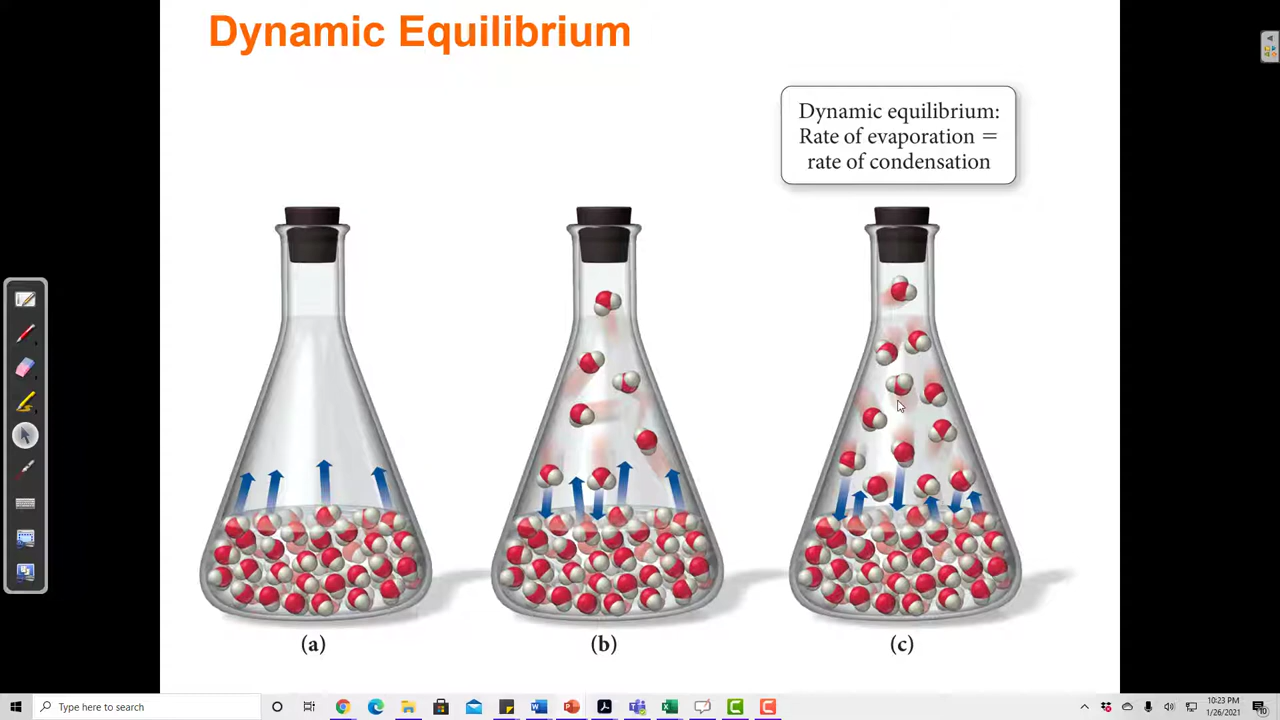 Dynamic Equilibrium
Dynamic equilibrium:
Rate of evaporation =
rate of condensation
(a)
(b)
(c)
Type here to search
10:23 PM
1/26/2021